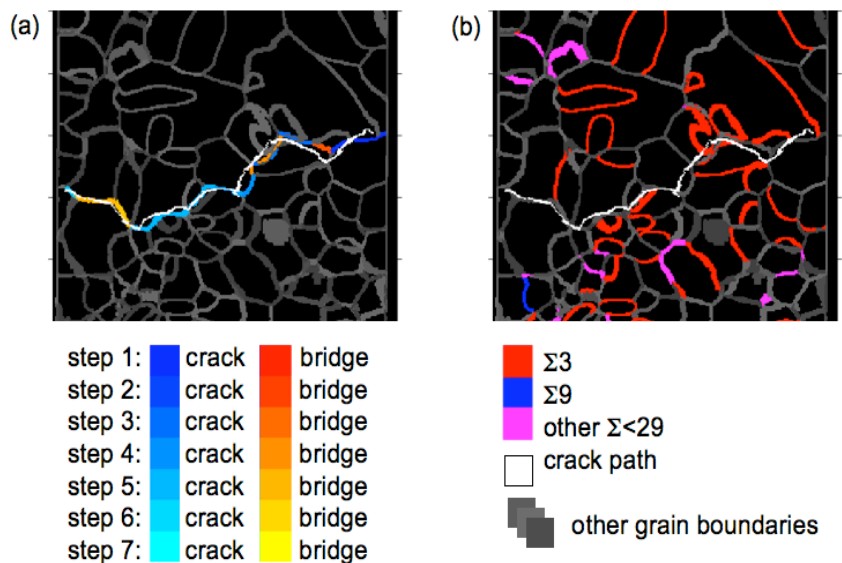 (a)
(b)
step 1: crack bridge
step 2: crack bridge
step 3: crack bridge
step 4: crack bridge
step 5: crack bridge
step 6: crack bridge
step 7: crack bridge
Σ3
Σ9
other Σ<29
crack path
other grain boundaries